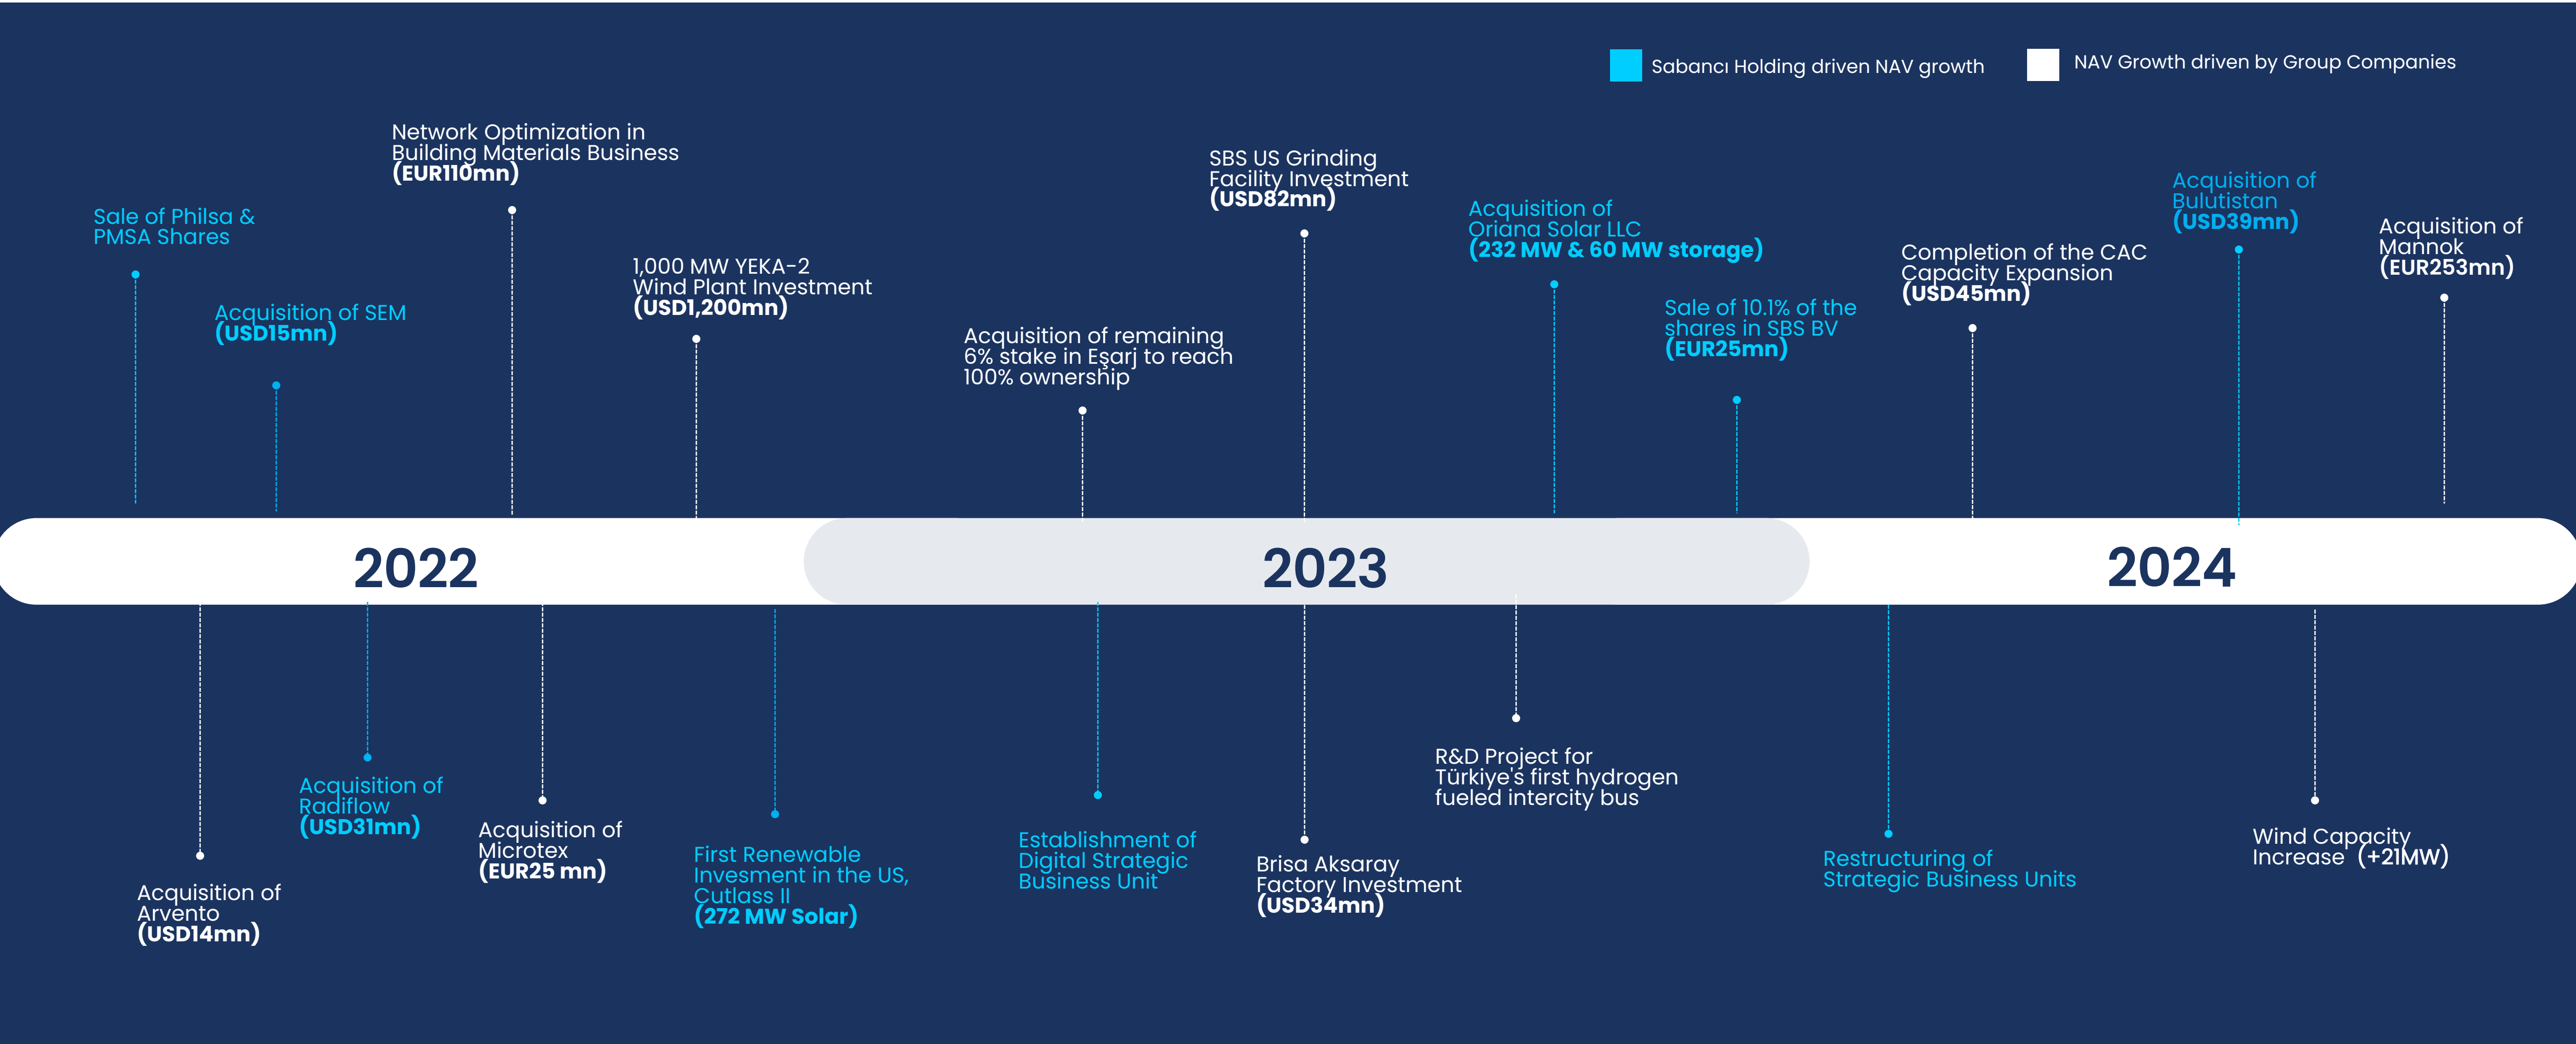 Sabancı Holding driven NAV growth
NAV Growth driven by Group Companies
Sale of Philsa &
PMSA Shares
Acquisition of SEM
(USD15mn)
Network Optimization in
Building Materials Business
(EUR110mn)
1,000 MW YEKA-2
Wind Plant Investment
(USD1,200mn)
Acquisition of remaining
6% stake in Eşarj to reach
100% ownership
SBS US Grinding
Facility Investment
(USD82mn)
Acquisition of
Oriana Solar LLC
(232 MW & 60 MW storage)
Sale of 10.1% of the
shares in SBS BV
(EUR25mn)
Completion of the CAC
Capacity Expansion
(USD45mn)
Acquisition of
Bulutistan
(USD39mn)
Acquisition of
Mannok
(EUR253mn)
2022
2023
2024
Acquisition of
Arvento
(USD14mn)
Acquisition of
Radiflow
(USD31mn)
Acquisition of
Microtex
(EUR25 mn)
First Renewable
Invesment in the US,
Cutlass II
(272 MW Solar)
Establishment of
Digital Strategic
Business Unit
Brisa Aksaray
Factory Investment
(USD34mn)
R&D Project for
Türkiye's first hydrogen
fueled intercity bus
Restructuring of
Strategic Business Units
Wind Capacity
Increase (+21MW)